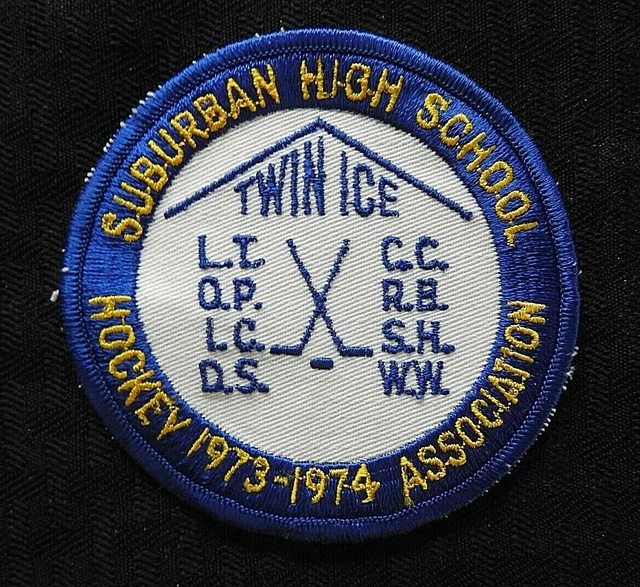 SUBURBAN HIGH SCHOOL
TWIN ICE
L.T. C.C.
O.P. R.B.
L.C. S.H.
D.S. W.W.
HOCKEY 1973-1974 ASSOCIATION